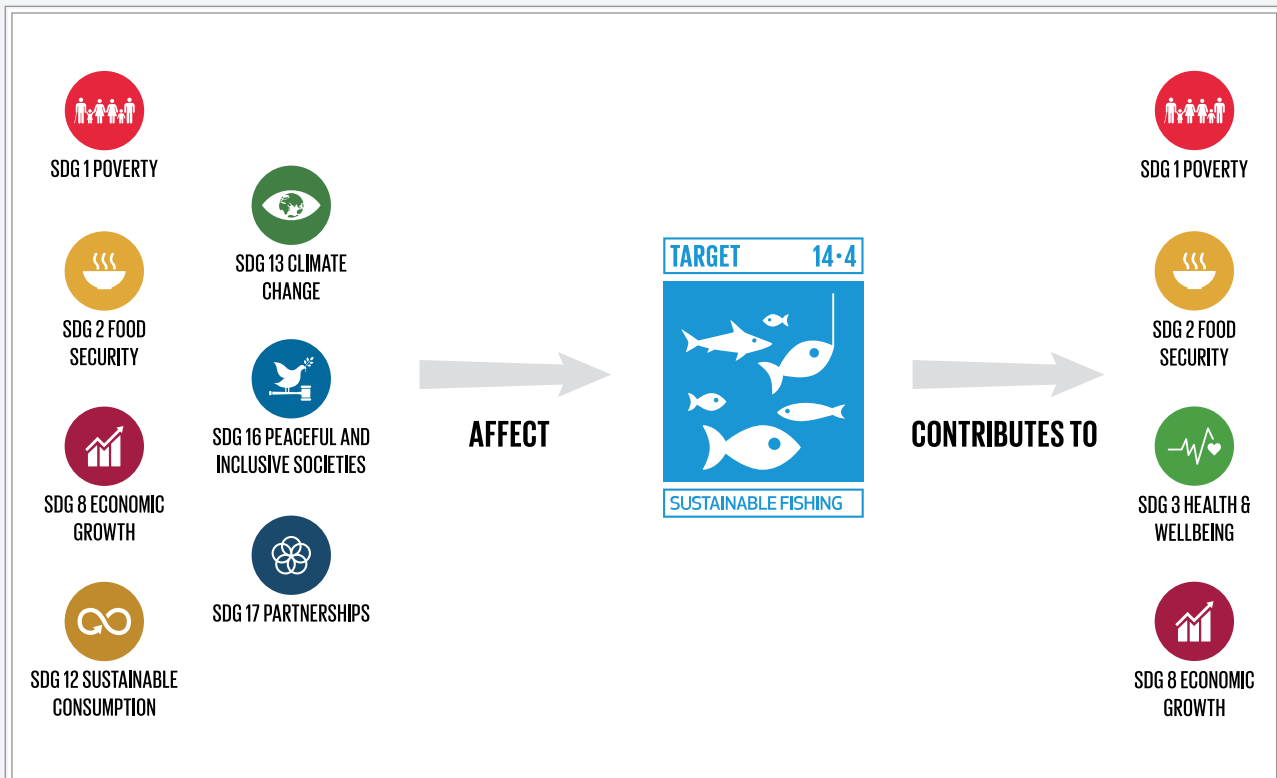 SDG 1 POVERTY
SDG 2 FOOD
SECURITY
SDG 8 ECONOMIC
GROWTH
SDG 12 SUSTAINABLE
CONSUMPTION
SDG 13 CLIMATE
CHANGE
SDG 16 PEACEFUL AND
INCLUSIVE SOCIETIES
SDG 17 PARTNERSHIPS
AFFECT
TARGET 14·4
SUSTAINABLE FISHING
CONTRIBUTES TO
SDG 1 POVERTY
SDG 2 FOOD
SECURITY
SDG 3 HEALTH &
WELLBEING
SDG 8 ECONOMIC
GROWTH